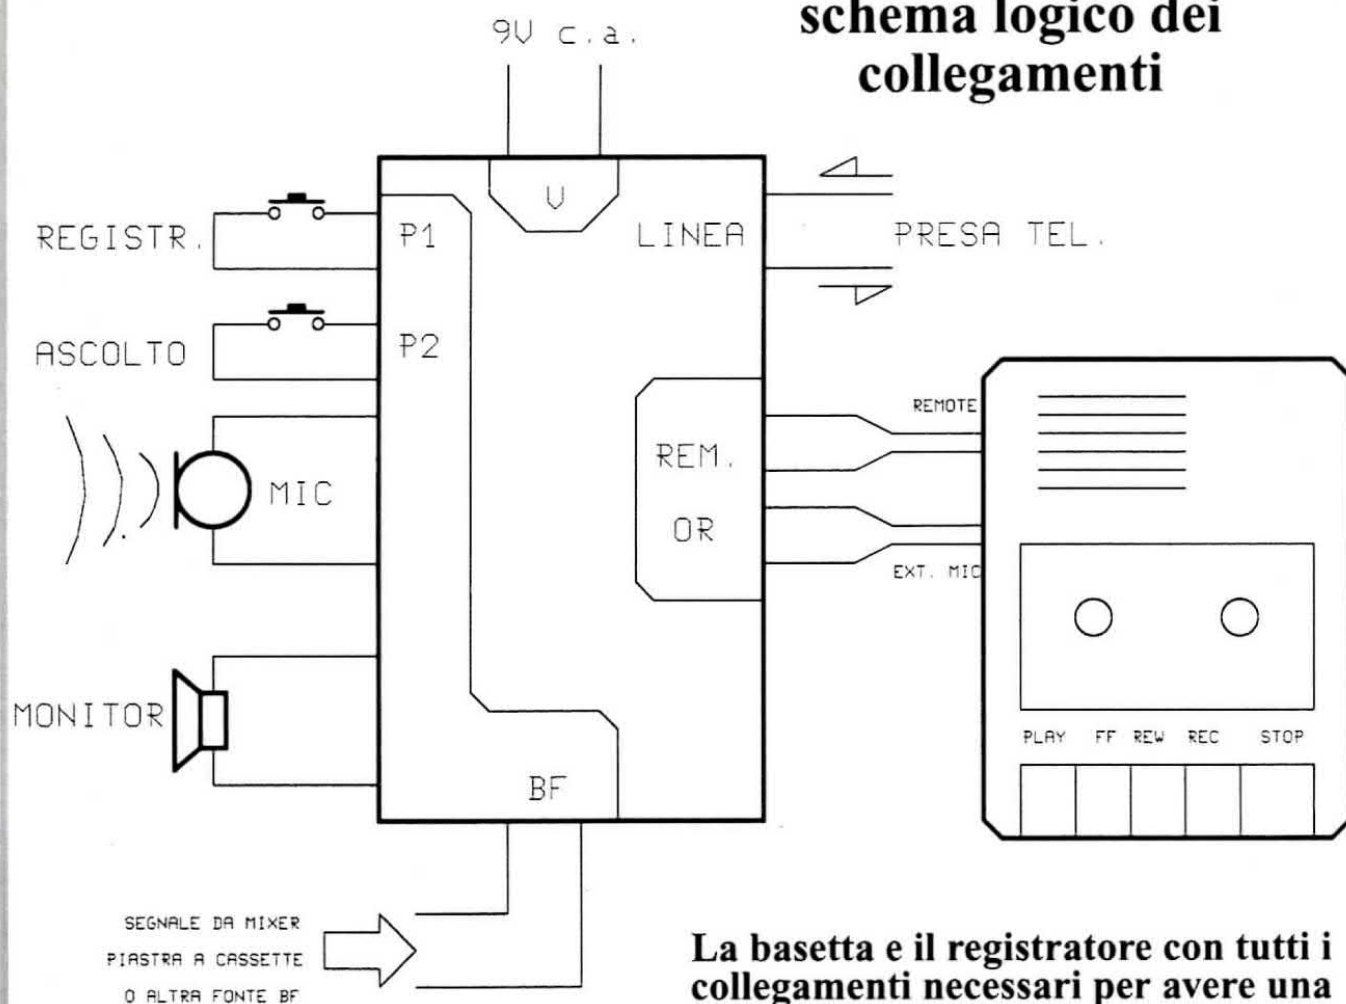 schema logico dei
collegamenti
9V c.a.
V
REGISTR.
P1
LINEA
PRESA TEL.
ASCOLTO
P2
REMOTE
MIC
REM.
OR
EXT. MIC
MONITOR
PLAY FF REW REC STOP
BF
SEGNALE DA MIXER
PIASTRA A CASSETTE
O ALTRA FONTE BF
La basetta e il registratore con tutti i
collegamenti necessari per avere una